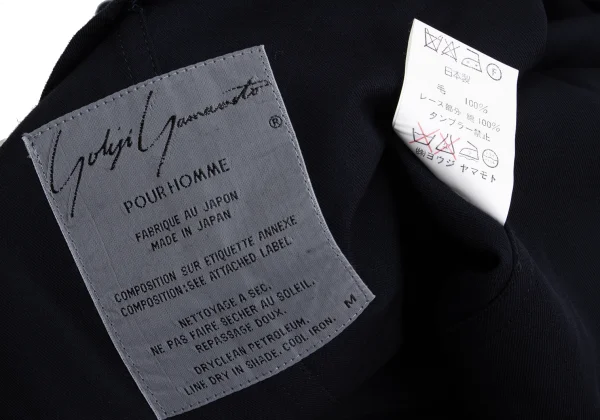 Yohji Yamamoto
®
POUR HOMME
FABRIQUE AU JAPON
MADE IN JAPAN
COMPOSITION SUR ETIQUETTE ANNEXE
COMPOSITION:SEE ATTACHED LABEL
NETTOYAGE A SEC.
NE PAS FAIRE SÉCHER AU SOLEIL.
REPASSAGE DOUX.
DRYCLEAN PETROLEUM.
LINE DRY IN SHADE. COOL IRON.
M
F
日本製
毛 100%
レース部分 綿 100%
タンブラー禁止
㈱ヨウジ ヤマモト